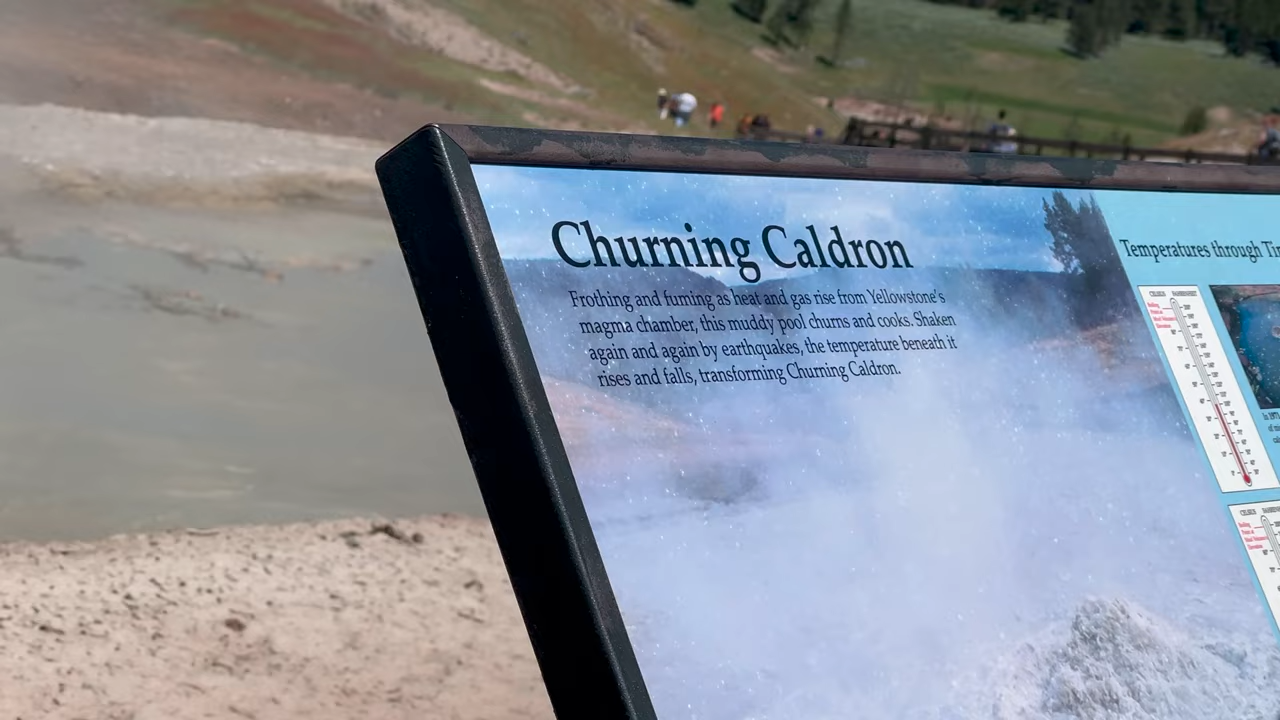 Churning Caldron
Frothing and fuming as heat and gas rise from Yellowstone's
magma chamber, this muddy pool churns and cooks. Shaken
again and again by earthquakes, the temperature beneath it
rises and falls, transforming Churning Caldron.
Temperatures through
CELSIUS FAHRENHEIT